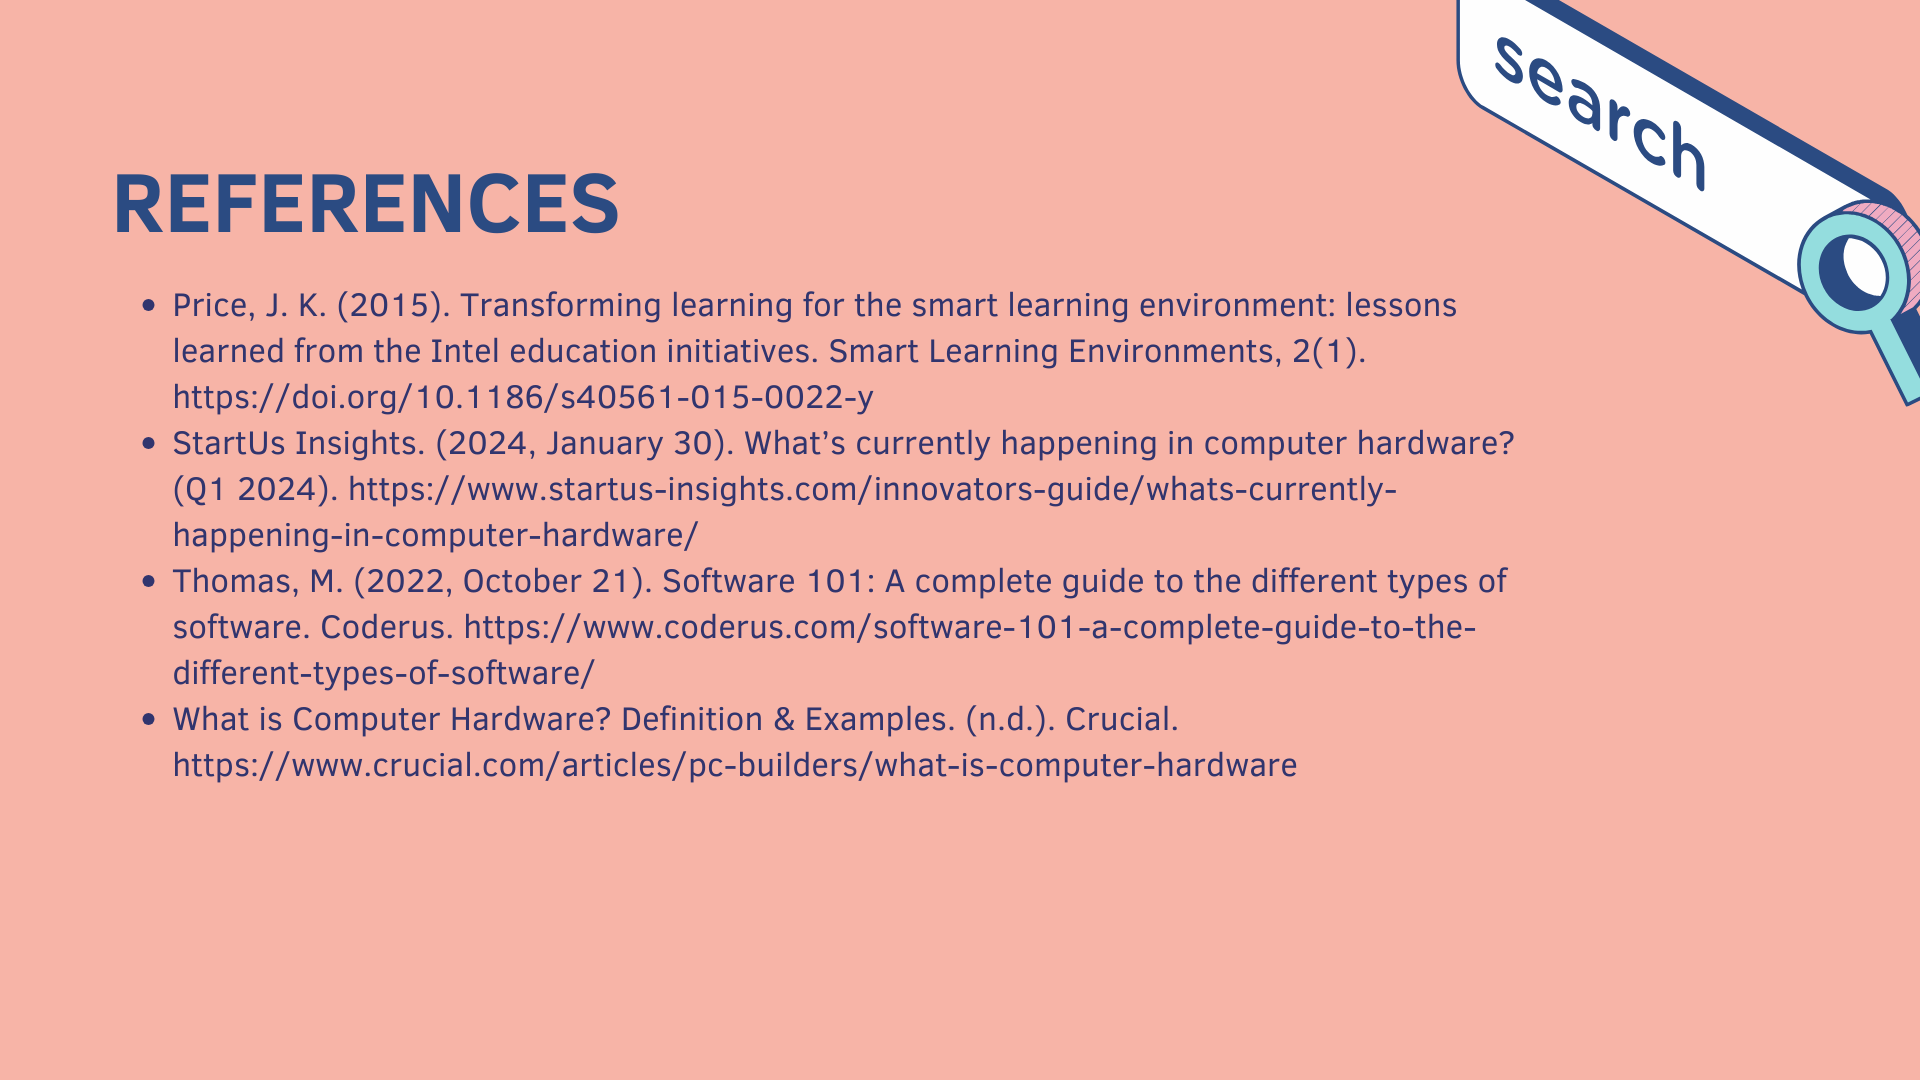 search
REFERENCES
• Price, J. K. (2015). Transforming learning for the smart learning environment: lessons
learned from the Intel education initiatives. Smart Learning Environments, 2(1).
https://doi.org/10.1186/s40561-015-0022-y
• StartUs Insights. (2024, January 30). What’s currently happening in computer hardware?
(Q1 2024). https://www.startus-insights.com/innovators-guide/whats-currently-
happening-in-computer-hardware/
• Thomas, M. (2022, October 21). Software 101: A complete guide to the different types of
software. Coderus. https://www.coderus.com/software-101-a-complete-guide-to-the-
different-types-of-software/
• What is Computer Hardware? Definition & Examples. (n.d.). Crucial.
https://www.crucial.com/articles/pc-builders/what-is-computer-hardware